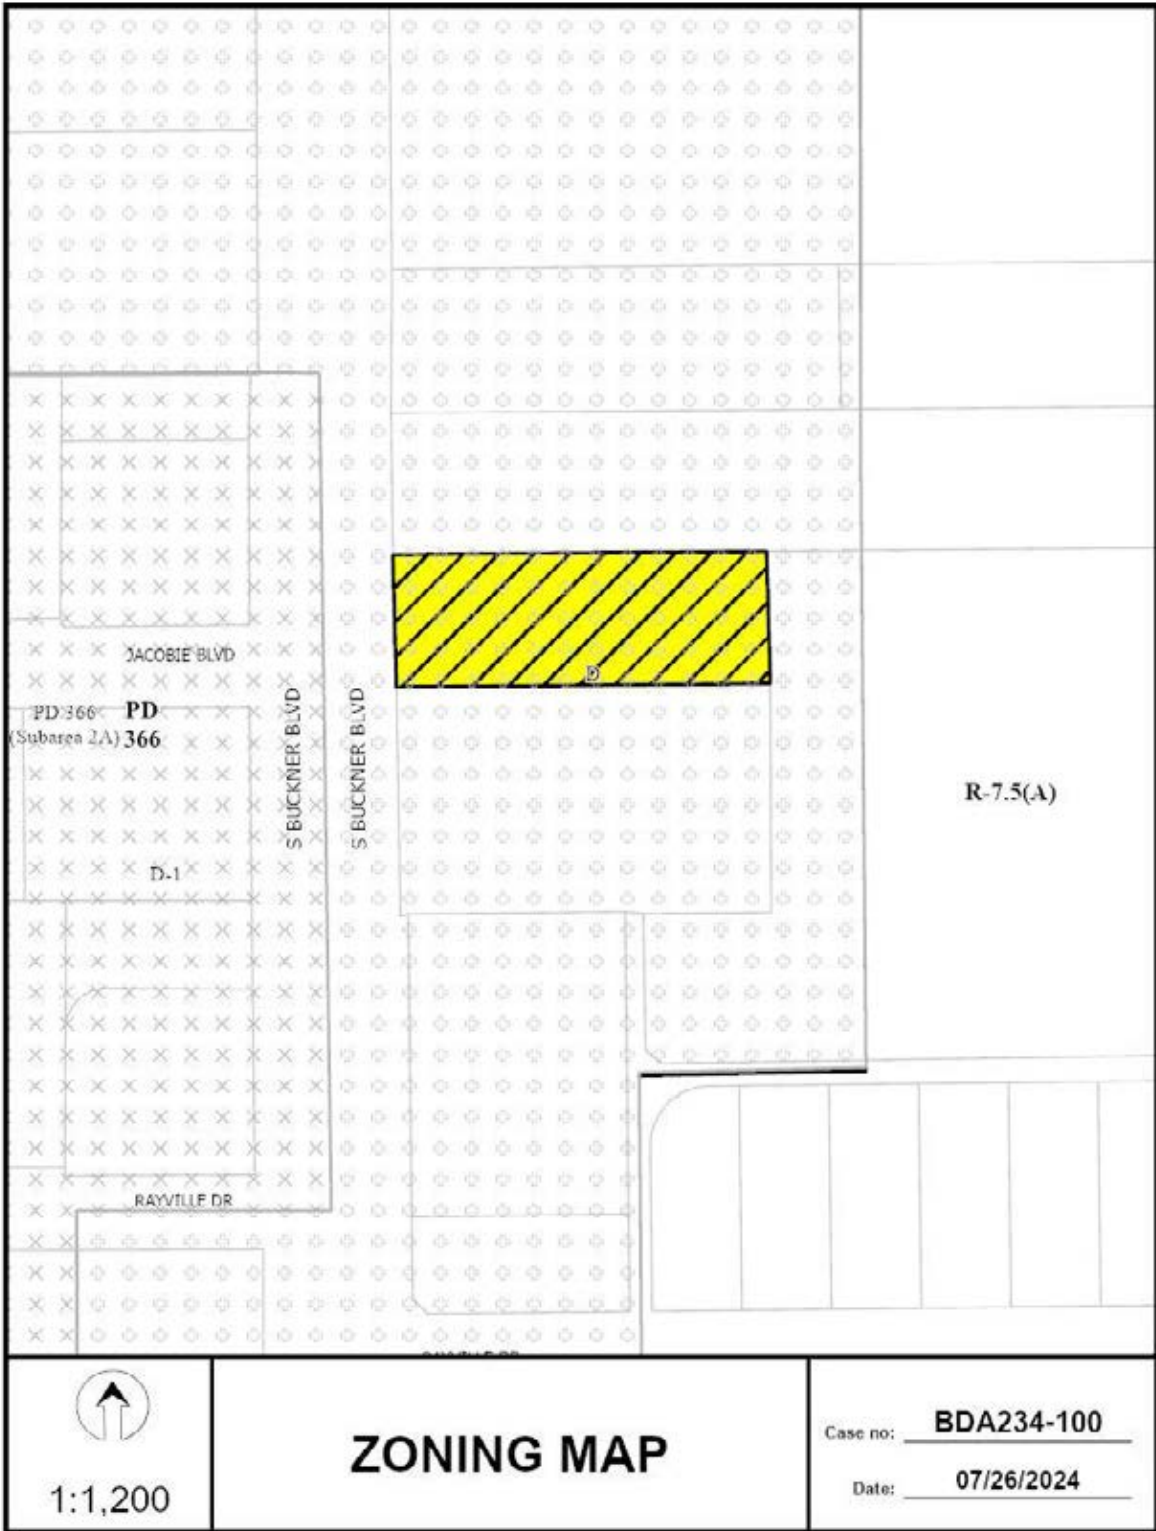 JACOBIE BLVD
PD 366
(Subarea 2A)
PD
366
S BUCKNER BLVD
S BUCKNER BLVD
D
R-7.5(A)
D-1
RAYVILLE DR
1:1,200
ZONING MAP
Case no: BDA234-100
Date: 07/26/2024